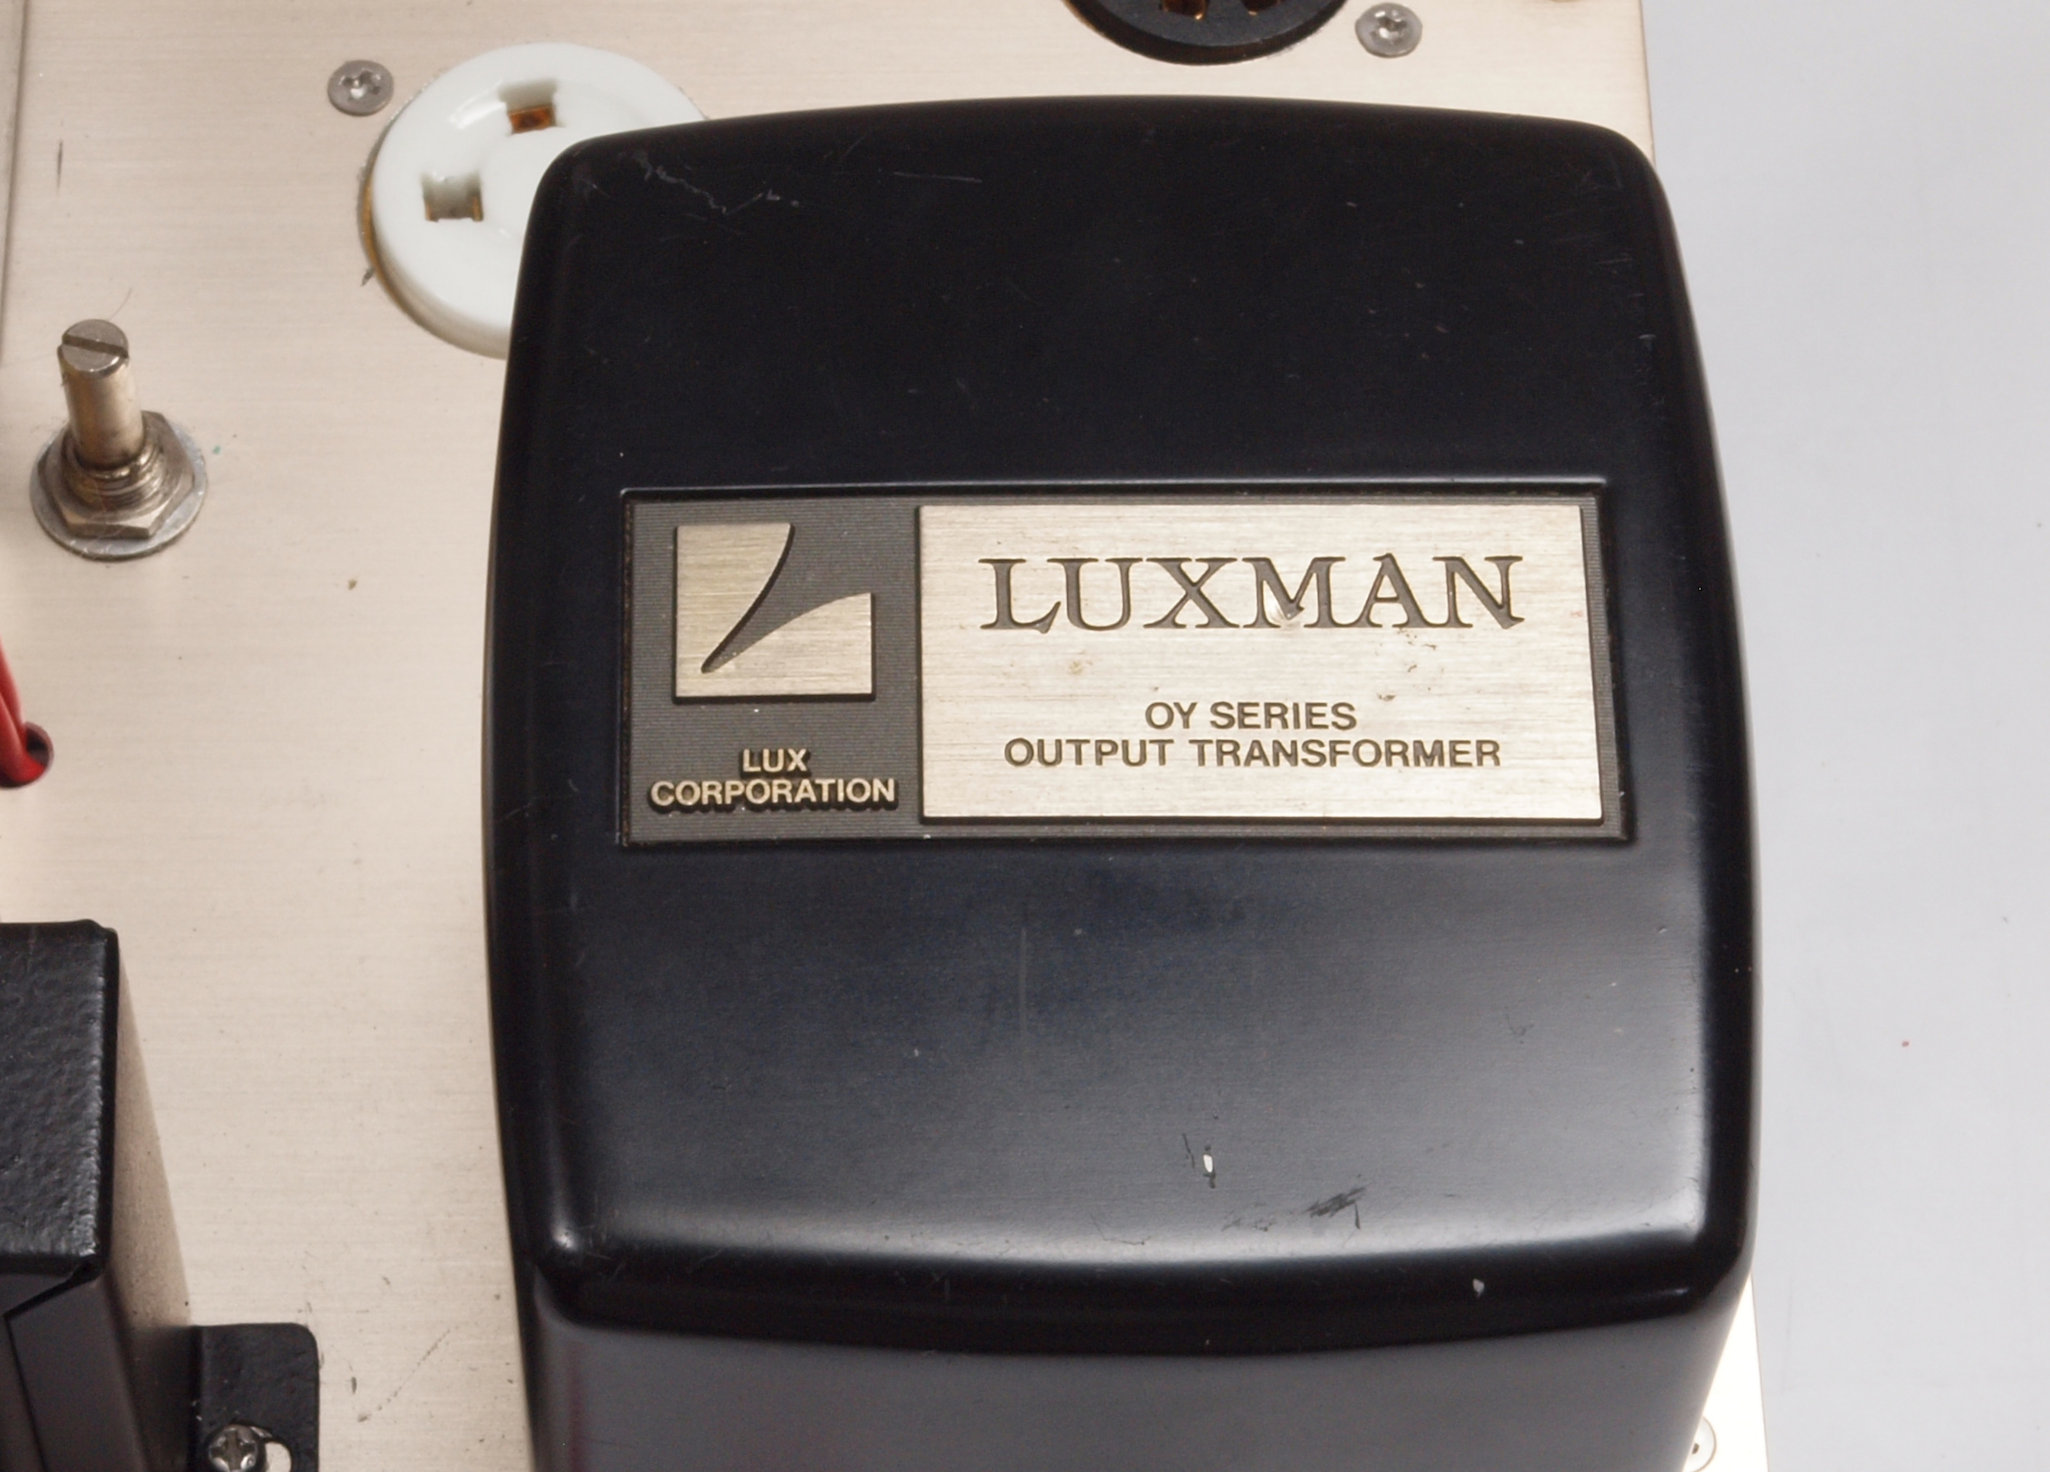 LUXMAN
OY SERIES
OUTPUT TRANSFORMER
LUX
CORPORATION